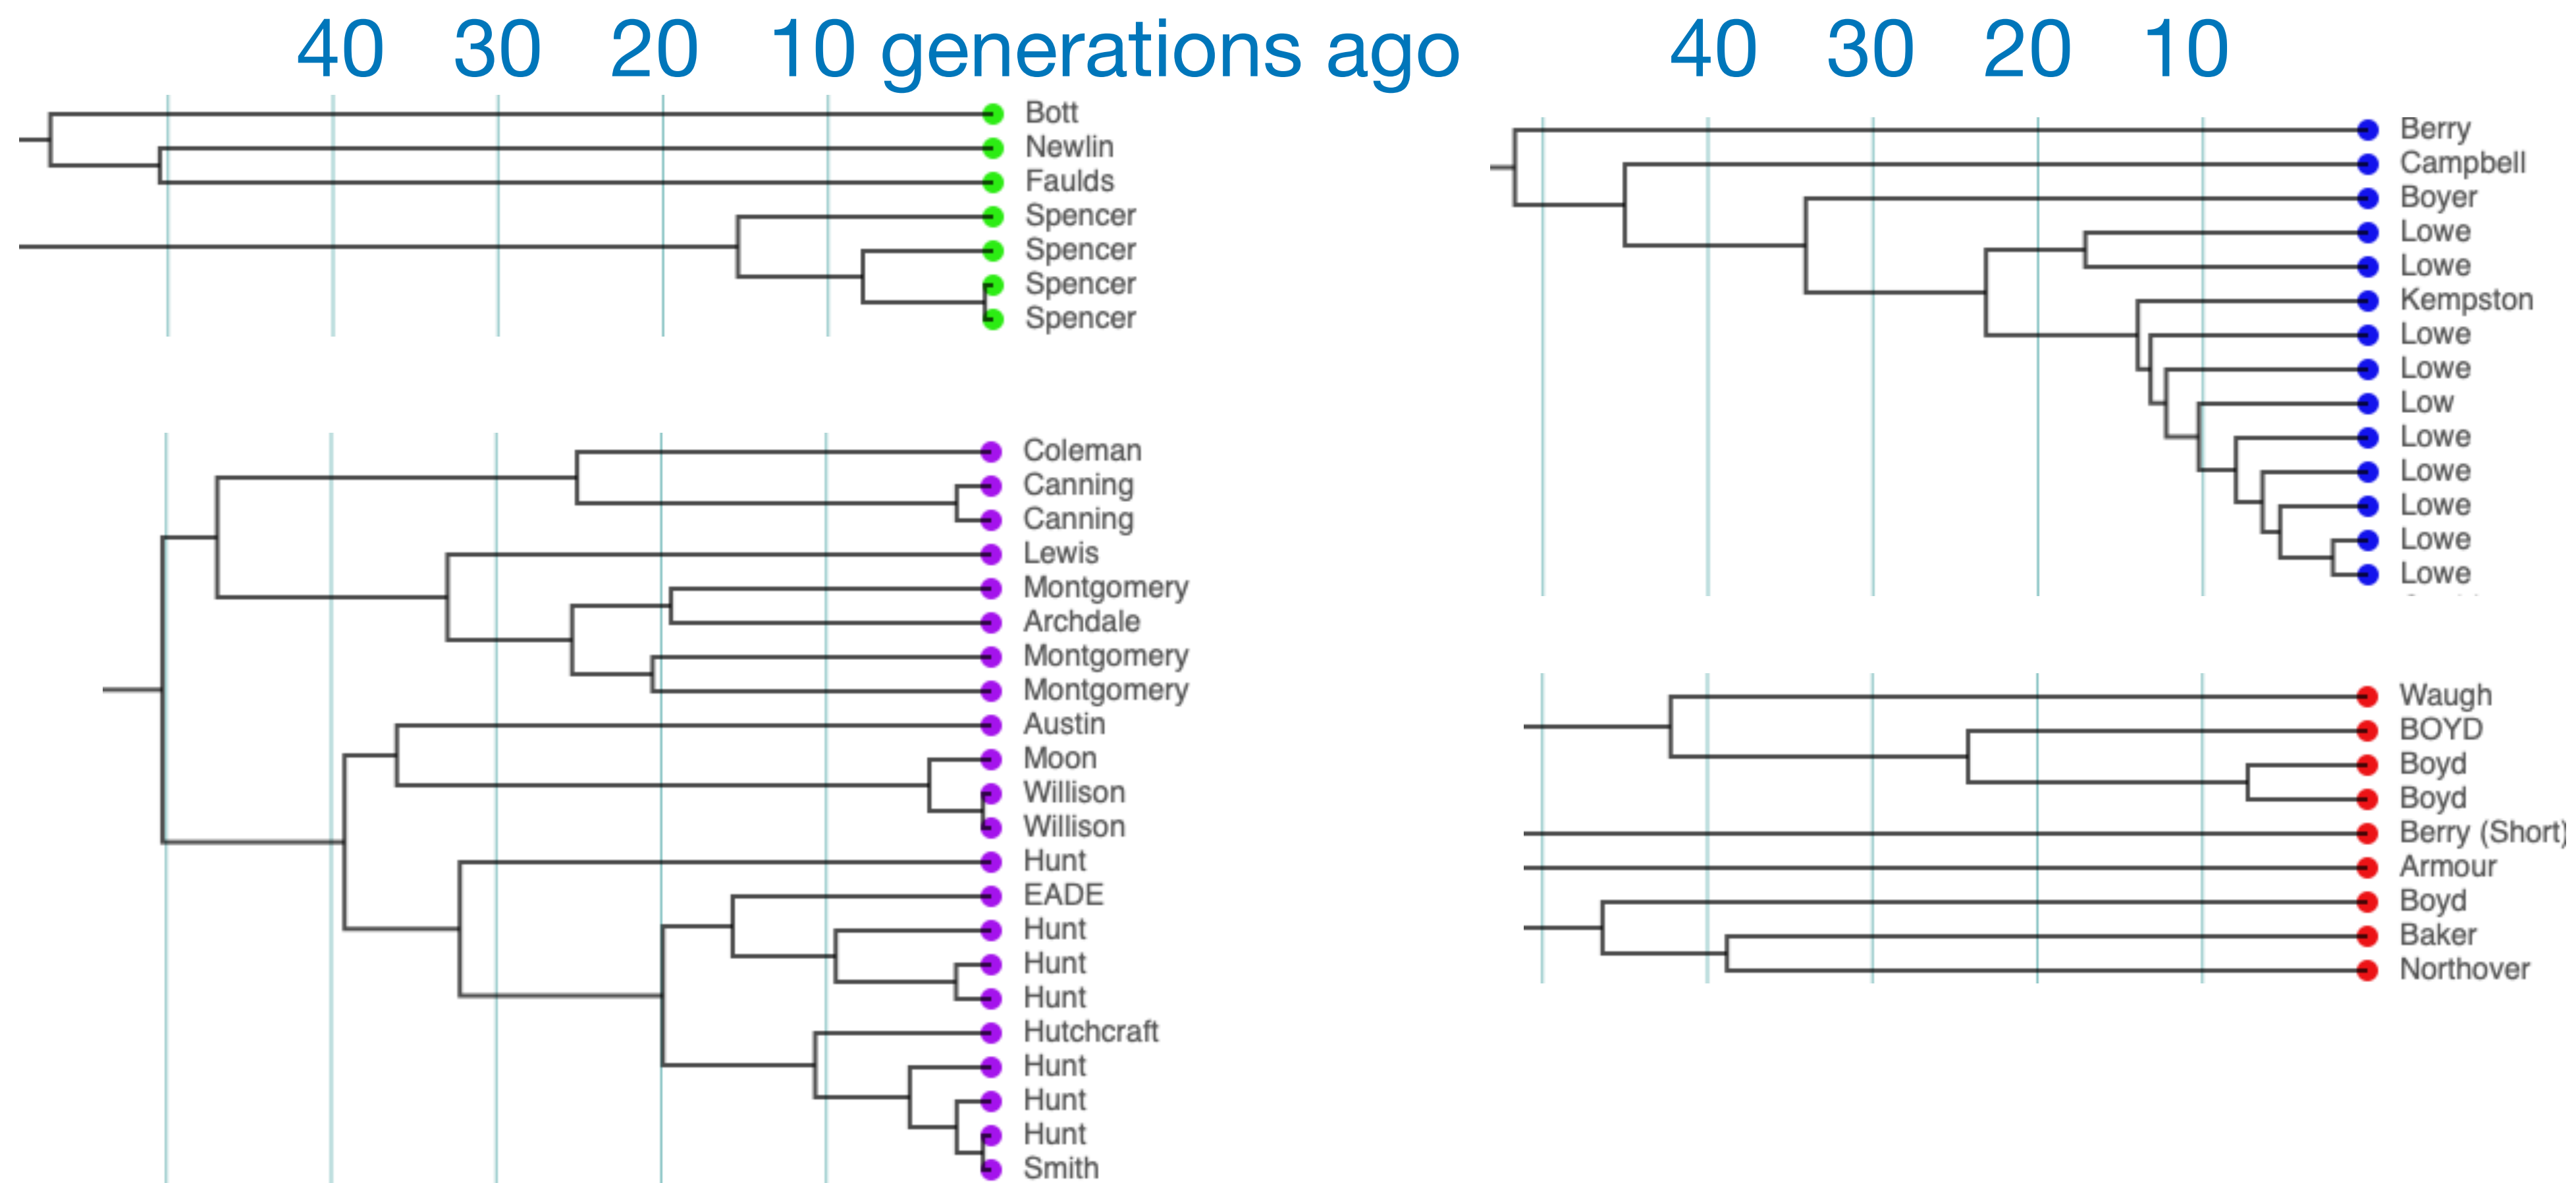 40 30 20 10 generations ago
Bott
Newlin
Faulds
Spencer
Spencer
Spencer
Spencer
Coleman
Canning
Canning
Lewis
Montgomery
Archdale
Montgomery
Montgomery
Austin
Moon
Willison
Willison
Hunt
EADE
Hunt
Hunt
Hunt
Hutchcraft
Hunt
Hunt
Hunt
Smith
40 30 20 10
Berry
Campbell
Boyer
Lowe
Lowe
Kempston
Lowe
Lowe
Low
Lowe
Lowe
Lowe
Lowe
Lowe
Waugh
BOYD
Boyd
Boyd
Berry (Short)
Armour
Boyd
Baker
Northover